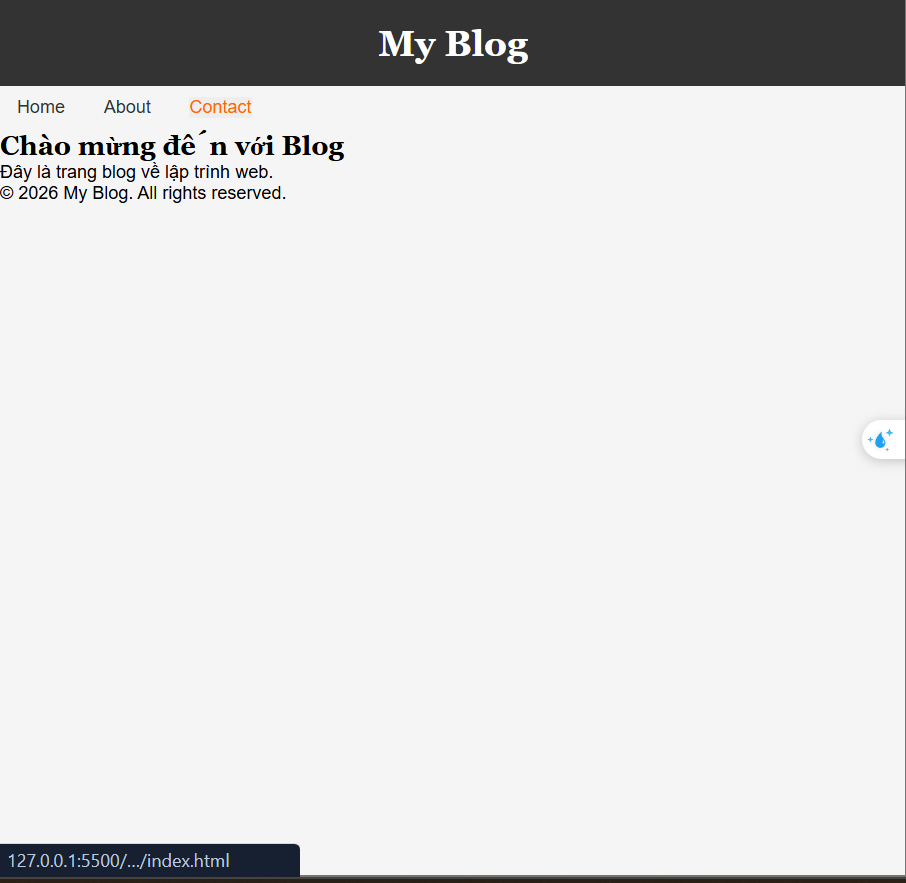 My Blog
Home About Contact
Chào mừng đến với Blog
Đây là trang blog về lập trình web.
© 2026 My Blog. All rights reserved.
127.0.0.1:5500/.../index.html